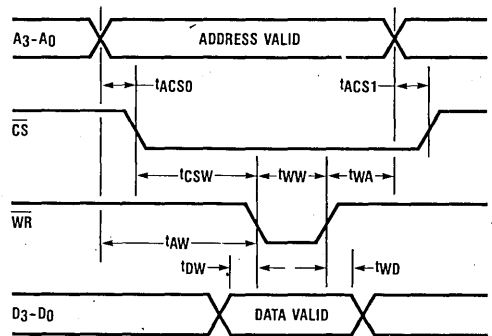 A3-A0
ADDRESS VALID
tACS0
tACS1
CS
tCSW
tWW
tWA
WR
tAW
tDW
tWD
D3-D0
DATA VALID